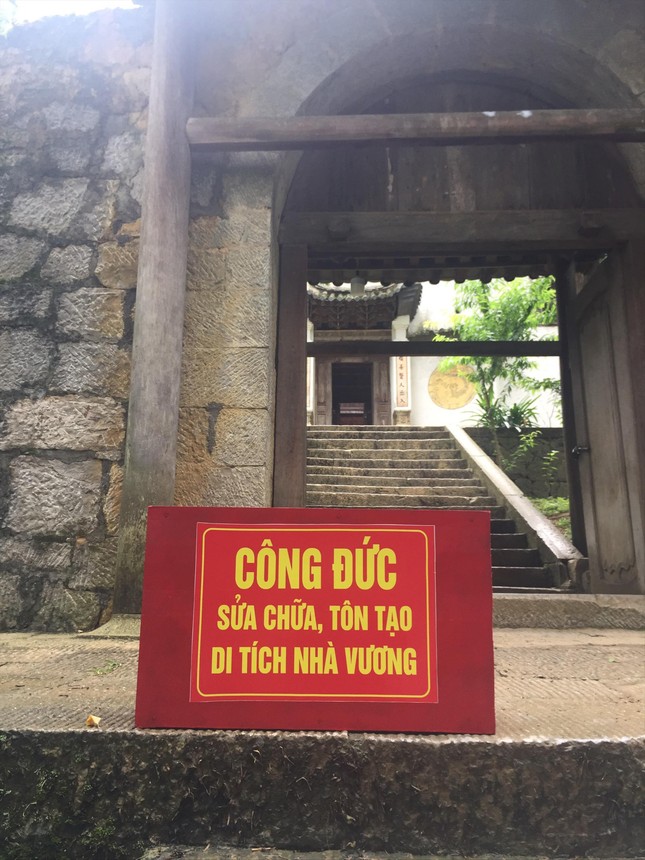 CÔNG ĐỨC
SỬA CHỮA, TÔN TẠO
DI TÍCH NHÀ VƯƠNG